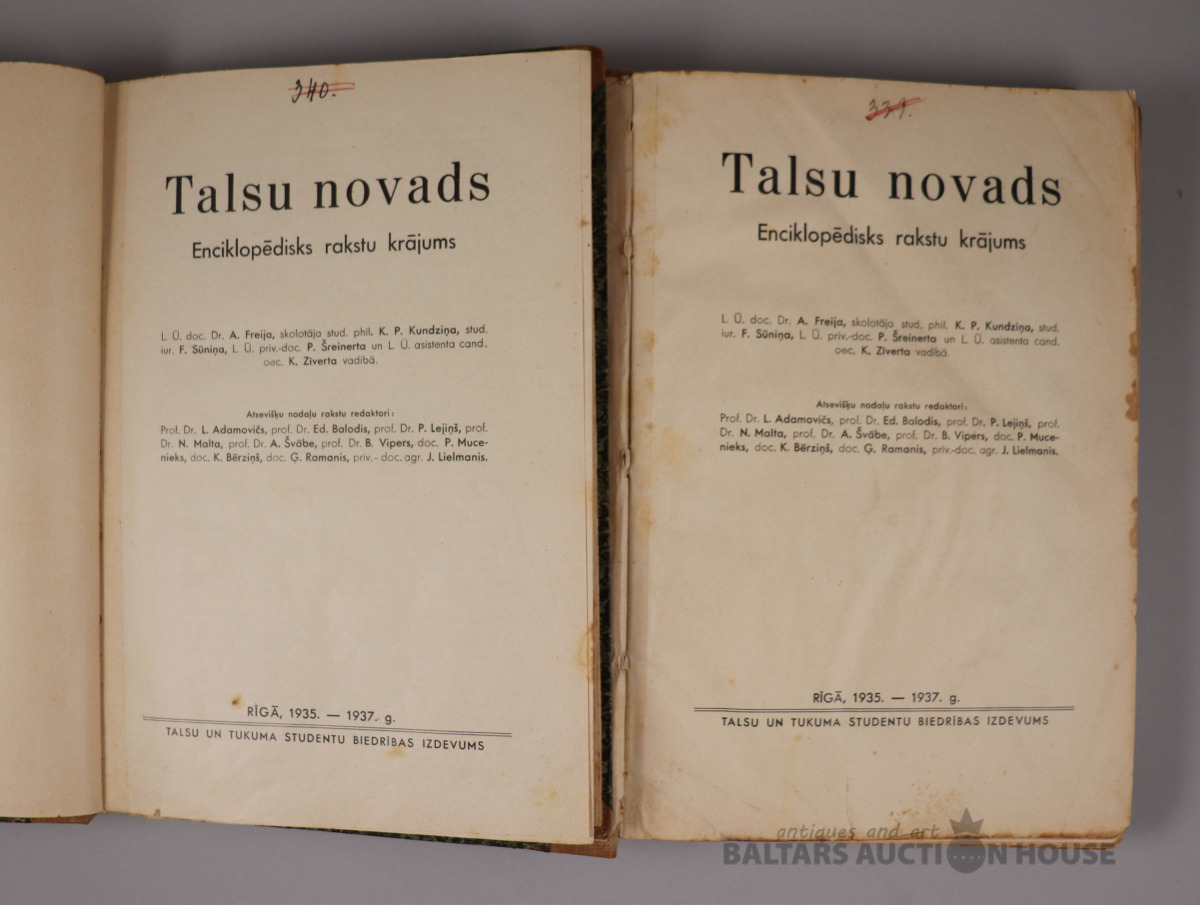 340.
Talsu novads
Enciklopēdisks rakstu krājums
L. Ū. doc. Dr. A. Freija, skolotāja stud. phil. K. P. Kundziņa, stud.
iur. F. Sūniņa, L. Ū. priv.-doc. P. Šreinerta un L. Ū. asistenta cand.
oec. K. Zīverta vadībā.
Atsevišķu nodaļu rakstu redaktori:
Prof. Dr. L. Adamovičs, prof. Dr. Ed. Balodis, prof. Dr. P. Lejiņš, prof.
Dr. N. Malta, prof. Dr. A. Švābe, prof. Dr. B. Vipers, doc. P. Muce-
nieks, doc. K. Bērziņš, doc. Ģ. Ramanis, priv.- doc. agr. J. Lielmanis.
RĪGĀ, 1935. — 1937. g.
TALSU UN TUKUMA STUDENTU BIEDRĪBAS IZDEVUMS
Talsu novads
Enciklopēdisks rakstu krājums
L. Ū. doc. Dr. A. Freija, skolotāja stud. phil. K. P. Kundziņa, stud.
iur. F. Sūniņa, L. Ū. priv.-doc. P. Šreinerta un L. Ū. asistenta cand.
oec. K. Zīverta vadībā.
Atsevišķu nodaļu rakstu redaktori:
Prof. Dr. L. Adamovičs, prof. Dr. Ed. Balodis, prof. Dr. P. Lejiņš, prof.
Dr. N. Malta, prof. Dr. A. Švābe, prof. Dr. B. Vipers, doc. P. Muce-
nieks, doc. K. Bērziņš, doc. Ģ. Ramanis, priv.-doc. agr. J. Lielmanis.
RĪGĀ, 1935. — 1937. g.
TALSU UN TUKUMA STUDENTU BIEDRĪBAS IZDEVUMS
antiques and art
BALTARS AUCTION HOUSE